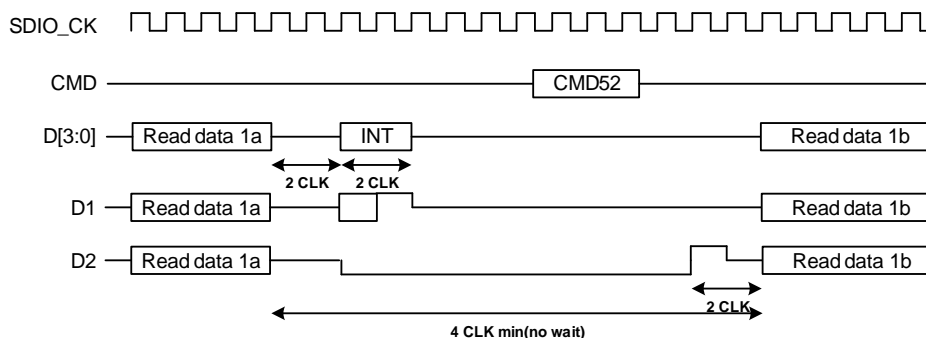 SDIO_CK
CMD CMD52
D[3:0] Read data 1a INT Read data 1b
2 CLK 2 CLK
D1 Read data 1a Read data 1b
D2 Read data 1a Read data 1b
2 CLK
4 CLK min(no wait)